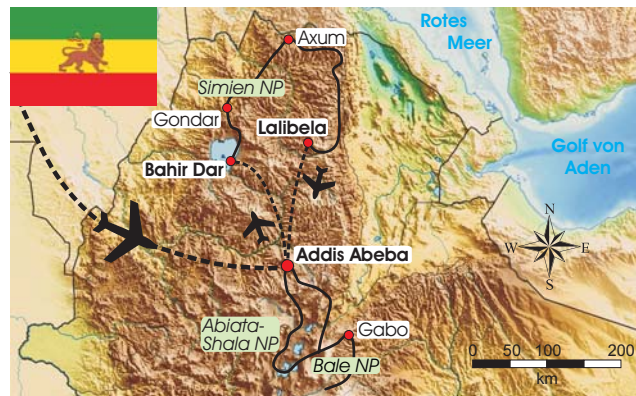 Rotes
Meer
Axum
Simien NP
Gondar
Lalibela
Golf von
Aden
Bahir Dar
N
W
E
S
Addis Abeba
Abiata-
Shala NP
Gabo
Bale NP
0
50
100
200
km